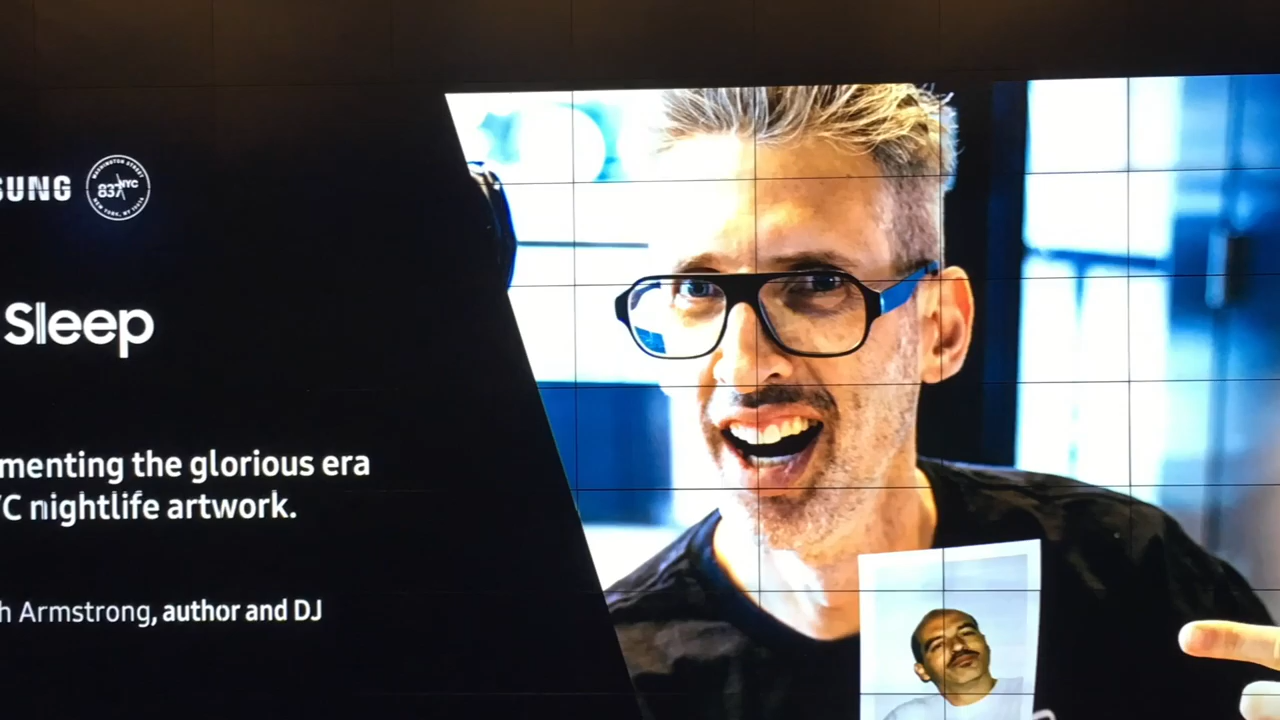 SUNG
WASHINGTON STREET
837 NYC
NEW YORK, NY 10014
Sleep
menting the glorious era
C nightlife artwork.
h Armstrong, author and DJ